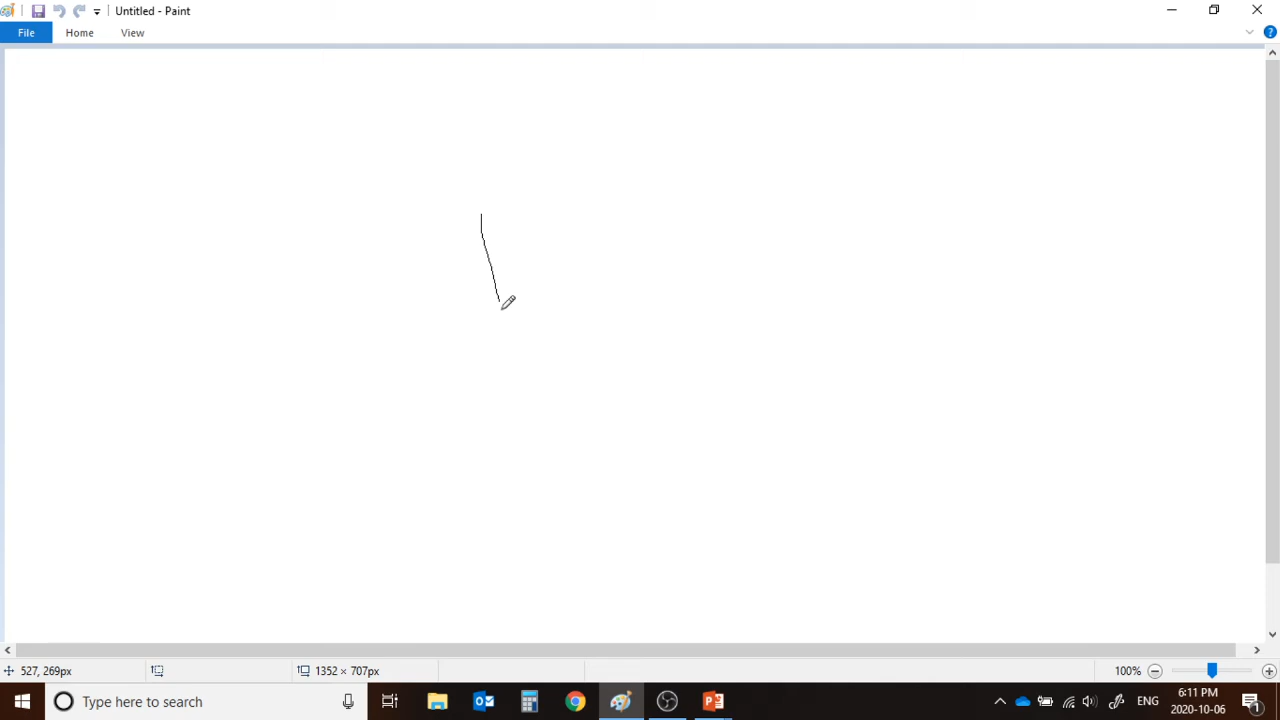 Untitled - Paint
File Home View
527, 269px 1352 × 707px 100%
Type here to search ENG 6:11 PM
2020-10-06 1